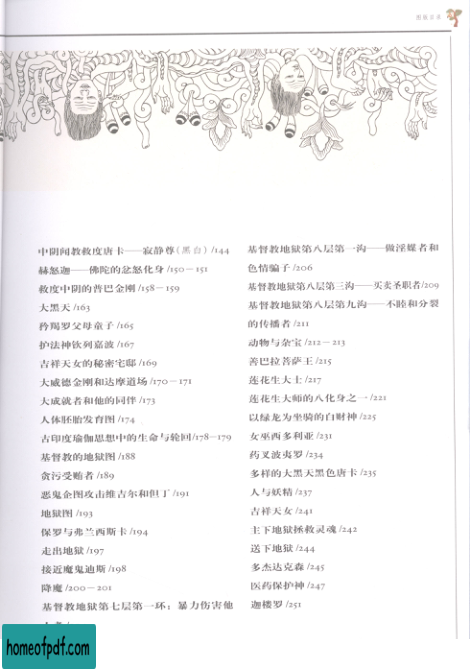 图版目录
中阴闻教救度唐卡——寂静尊（黑白）/144
赫怒迦——佛陀的忿怒化身 /150－151
救度中阴的普巴金刚 /158－159
大黑天 /163
矜羯罗父母童子 /165
护法神钦列嘉波 /167
吉祥天女的秘密宅邸 /169
大威德金刚和达摩道场 /170－171
大成就者和他的同伴 /173
人体胚胎发育图 /174
古印度瑜伽思想中的生命与轮回/178－179
基督教的地狱图 /188
贪污受贿者 /189
恶鬼企图攻击维吉尔和但丁 /191
地狱图 /193
保罗与弗兰西斯卡 /194
走出地狱 /197
接近魔鬼迪斯 /198
降魔 /200－201
基督教地狱第七层第一环：暴力伤害他
基督教地狱第八层第一沟——做淫媒者和
色情骗子 /206
基督教地狱第八层第三沟——买卖圣职者/209
基督教地狱第八层第九沟——不睦和分裂
的传播者 /211
动物与杂宝 /212－213
善巴拉菩萨王 /215
莲花生大士 /217
莲花生大师的八化身之一 /221
以绿龙为坐骑的白财神 /225
女巫西多利亚 /231
药叉波夷罗 /234
多样的大黑天黑色唐卡 /235
人与妖精 /237
吉祥天女 /241
主下地狱拯救灵魂 /242
送下地狱 /244
多杰达克森 /245
医药保护神 /247
迦楼罗 /251
homeofpdf.com